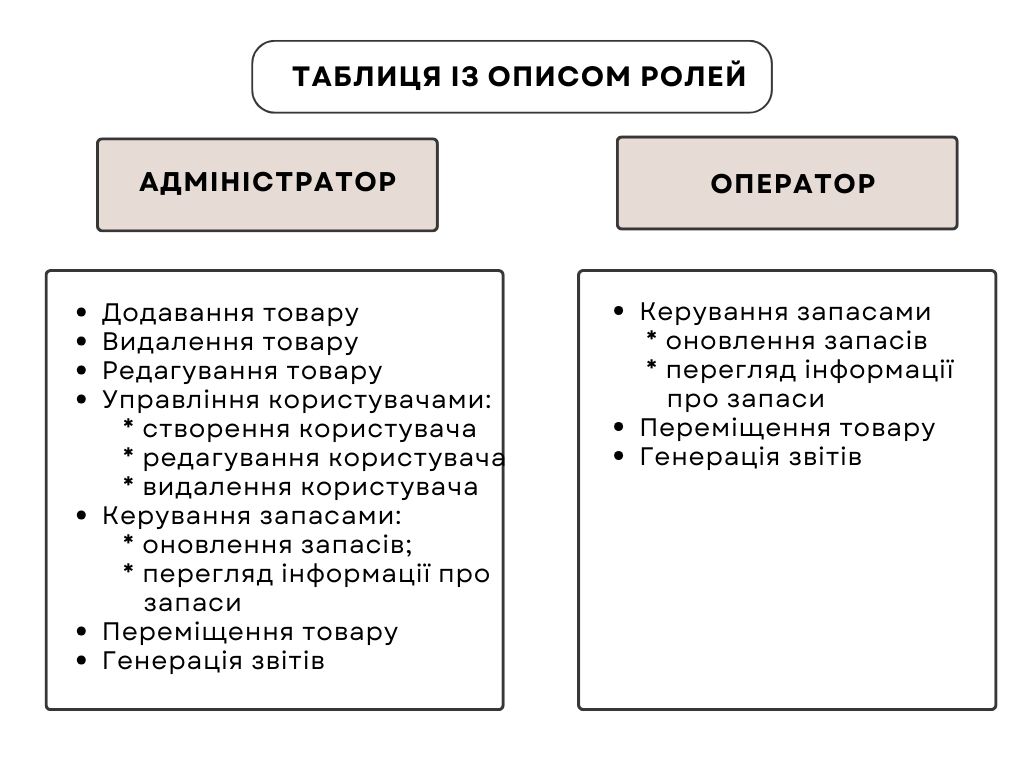 ТАБЛИЦЯ ІЗ ОПИСОМ РОЛЕЙ
АДМІНІСТРАТОР
• Додавання товару
• Видалення товару
• Редагування товару
• Управління користувачами:
* створення користувача
* редагування користувача
* видалення користувача
• Керування запасами:
* оновлення запасів;
* перегляд інформації про
запаси
• Переміщення товару
• Генерація звітів
ОПЕРАТОР
• Керування запасами
* оновлення запасів
* перегляд інформації
про запаси
• Переміщення товару
• Генерація звітів